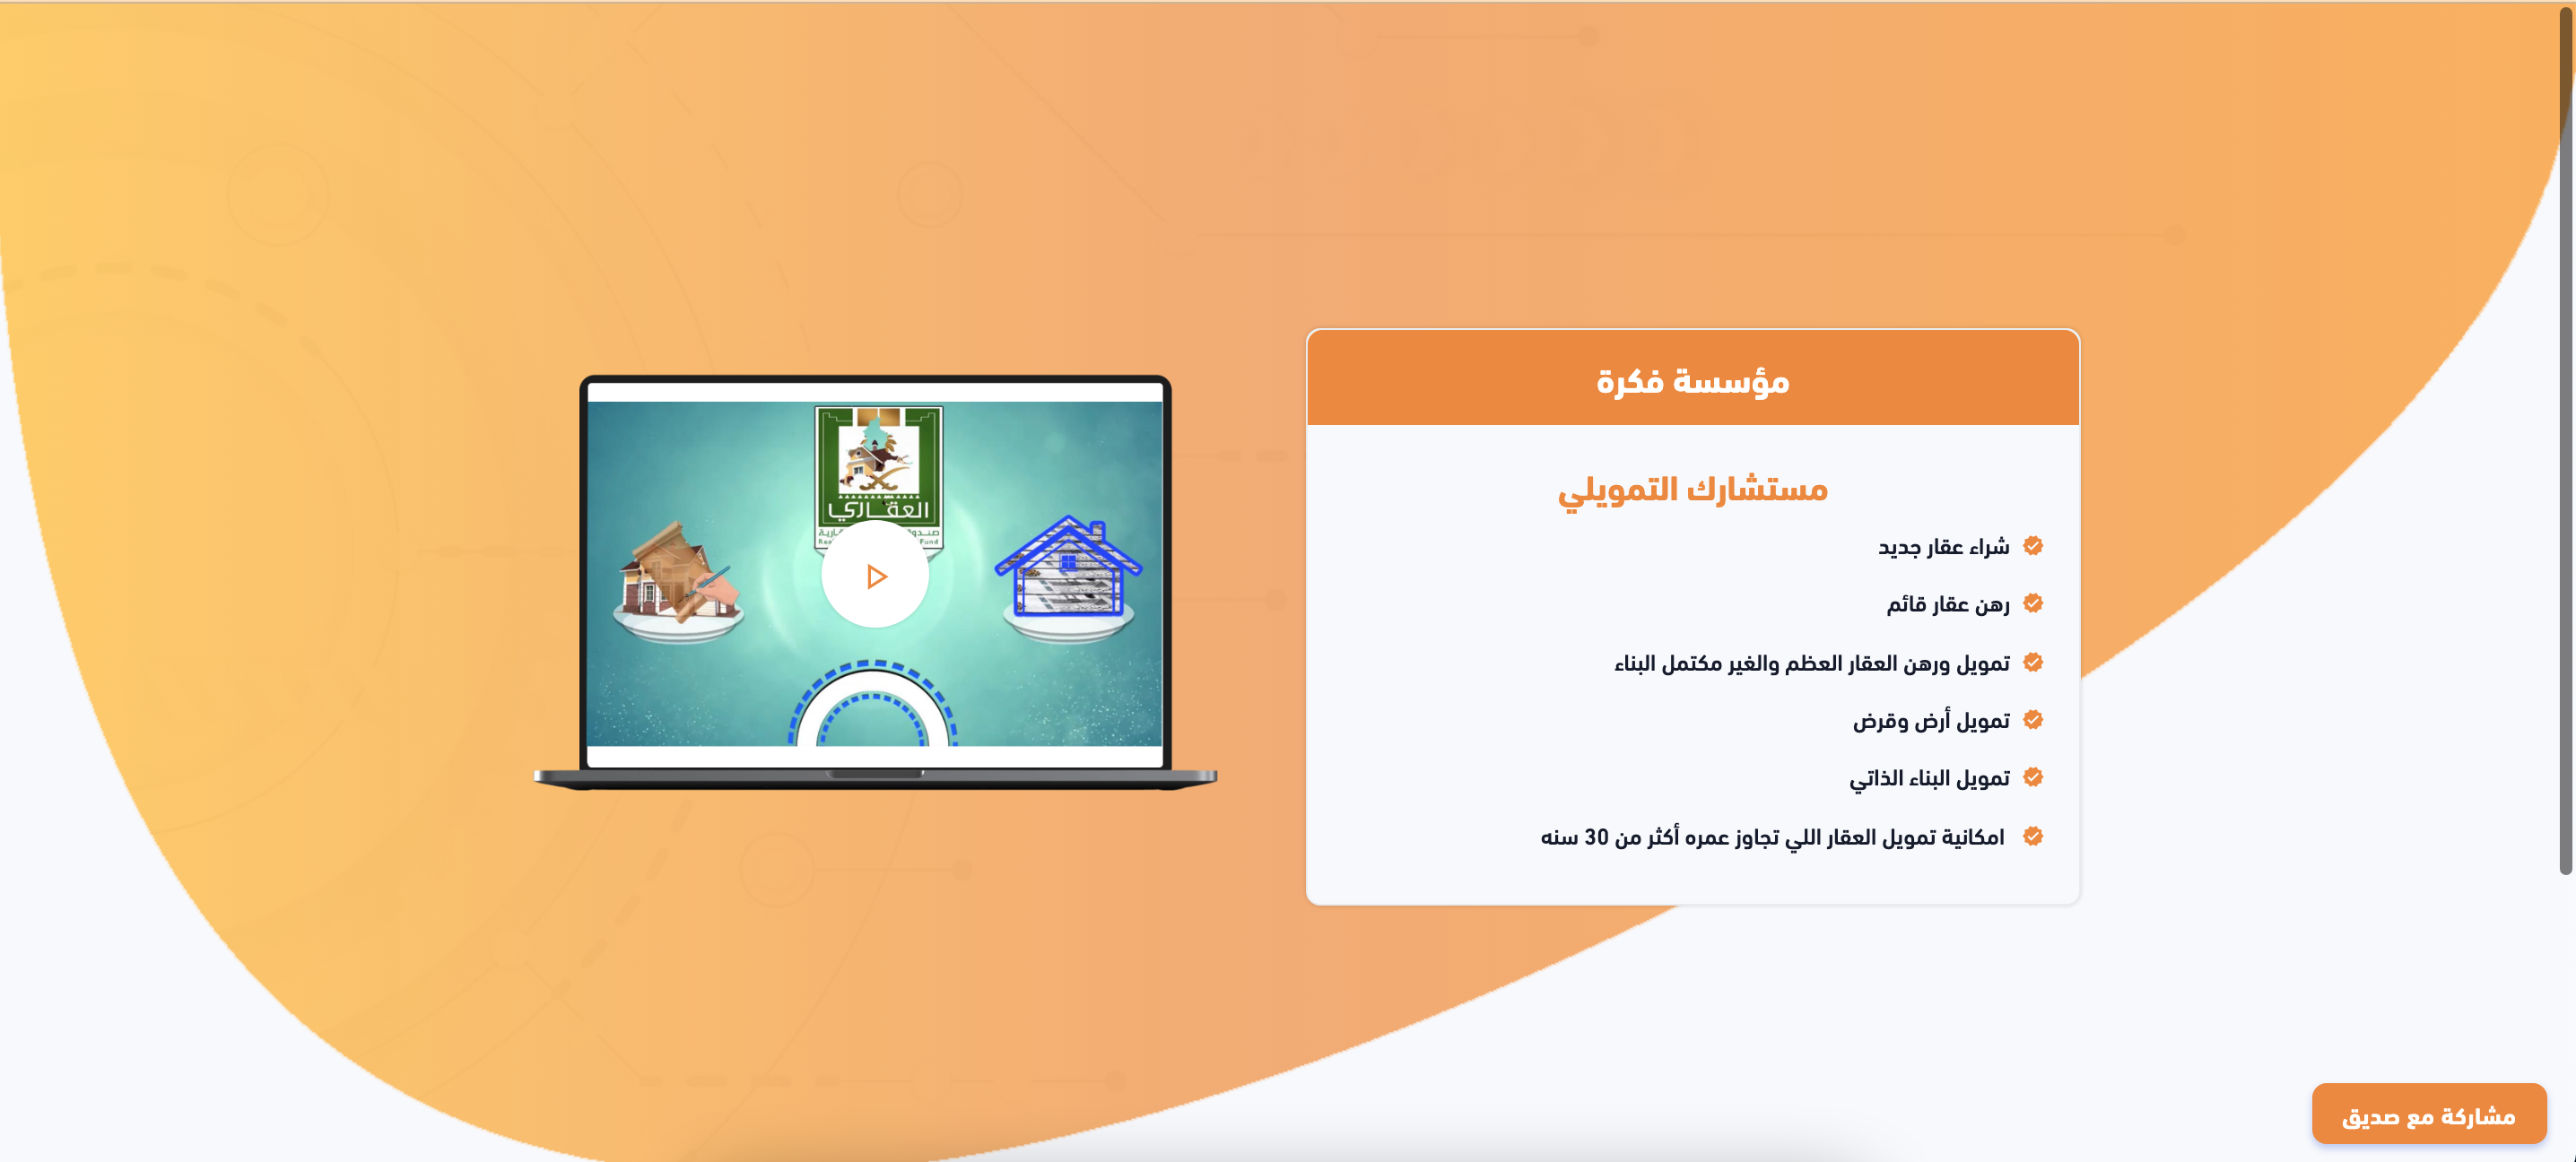 مؤسسة فكرة
مستشارك التمويلي
شراء عقار جديد
رهن عقار قائم
تمويل ورهن العقار العظم والغير مكتمل البناء
تمويل أرض وقرض
تمويل البناء الذاتي
امكانية تمويل العقار اللي تجاوز عمره أكثر من 30 سنه
العقاري
Fund
مشاركة مع صديق